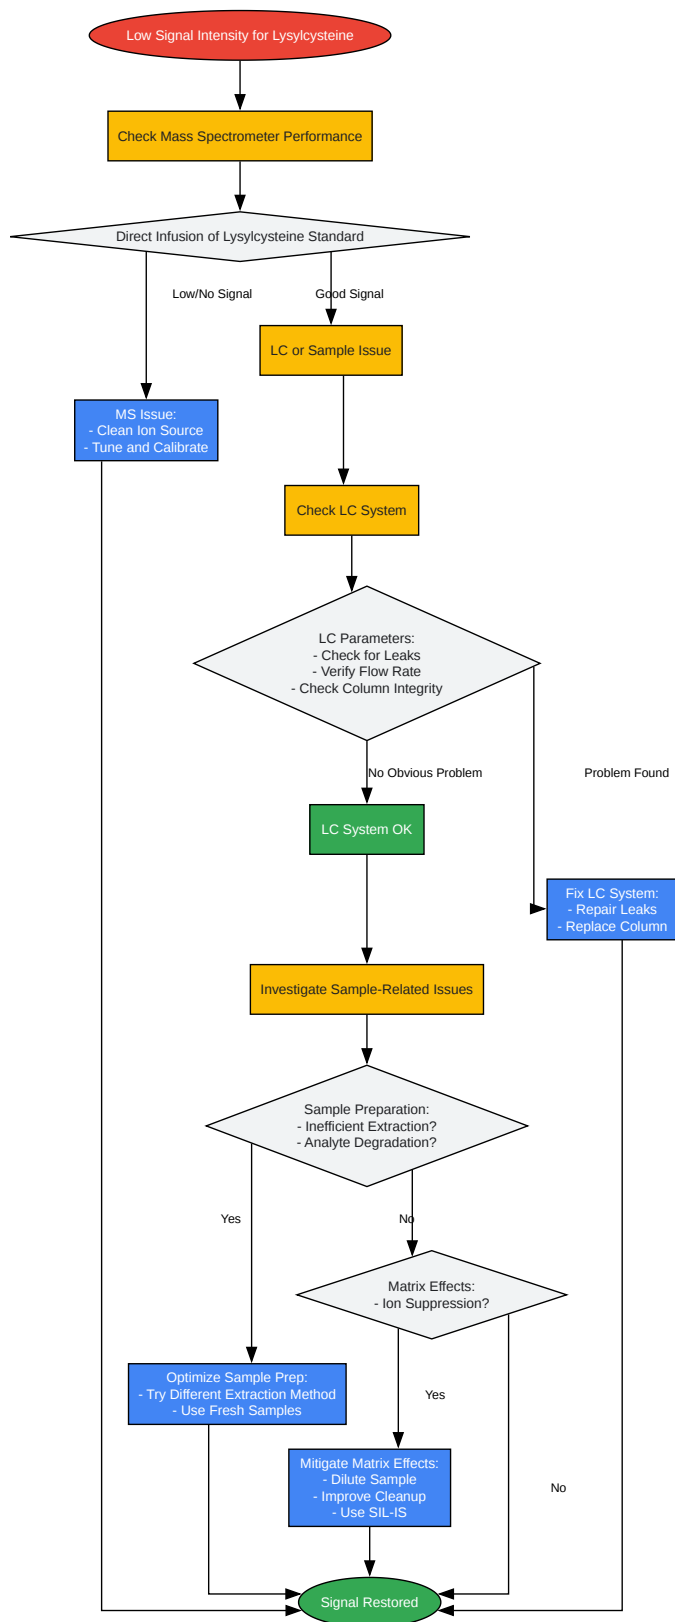 Low Signal Intensity for Lysylcysteine
Check Mass Spectrometer Performance
Direct Infusion of Lysylcysteine Standard
Low/No Signal
Good Signal
LC or Sample Issue
MS Issue:
- Clean Ion Source
- Tune and Calibrate
Check LC System
LC Parameters:
- Check for Leaks
- Verify Flow Rate
- Check Column Integrity
No Obvious Problem
Problem Found
LC System OK
Fix LC System:
- Repair Leaks
- Replace Column
Investigate Sample-Related Issues
Sample Preparation:
- Inefficient Extraction?
- Analyte Degradation?
Yes
No
Matrix Effects:
- Ion Suppression?
Optimize Sample Prep:
- Try Different Extraction Method
- Use Fresh Samples
Yes
Mitigate Matrix Effects:
- Dilute Sample
- Improve Cleanup
- Use SIL-IS
No
Signal Restored